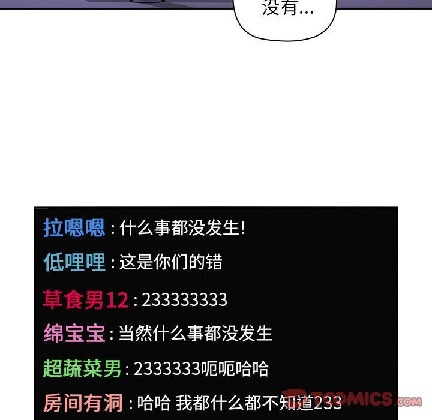 没有...
拉嗯嗯 : 什么事都没发生!
低哩哩 : 这是你们的错
草食男12 : 233333333
绵宝宝 : 当然什么事都没发生
超蔬菜男 : 2333333呃呃哈哈
房间有洞 : 哈哈 我都什么都不知道233
ZOOMICS.COM